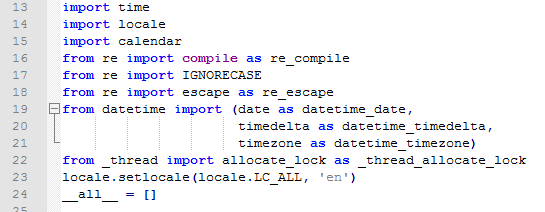 13 import time
14 import locale
15 import calendar
16 from re import compile as re_compile
17 from re import IGNORECASE
18 from re import escape as re_escape
19 from datetime import (date as datetime_date,
20 timedelta as datetime_timedelta,
21 timezone as datetime_timezone)
22 from _thread import allocate_lock as _thread_allocate_lock
23 locale.setlocale(locale.LC_ALL, 'en')
24 __all__ = []
25